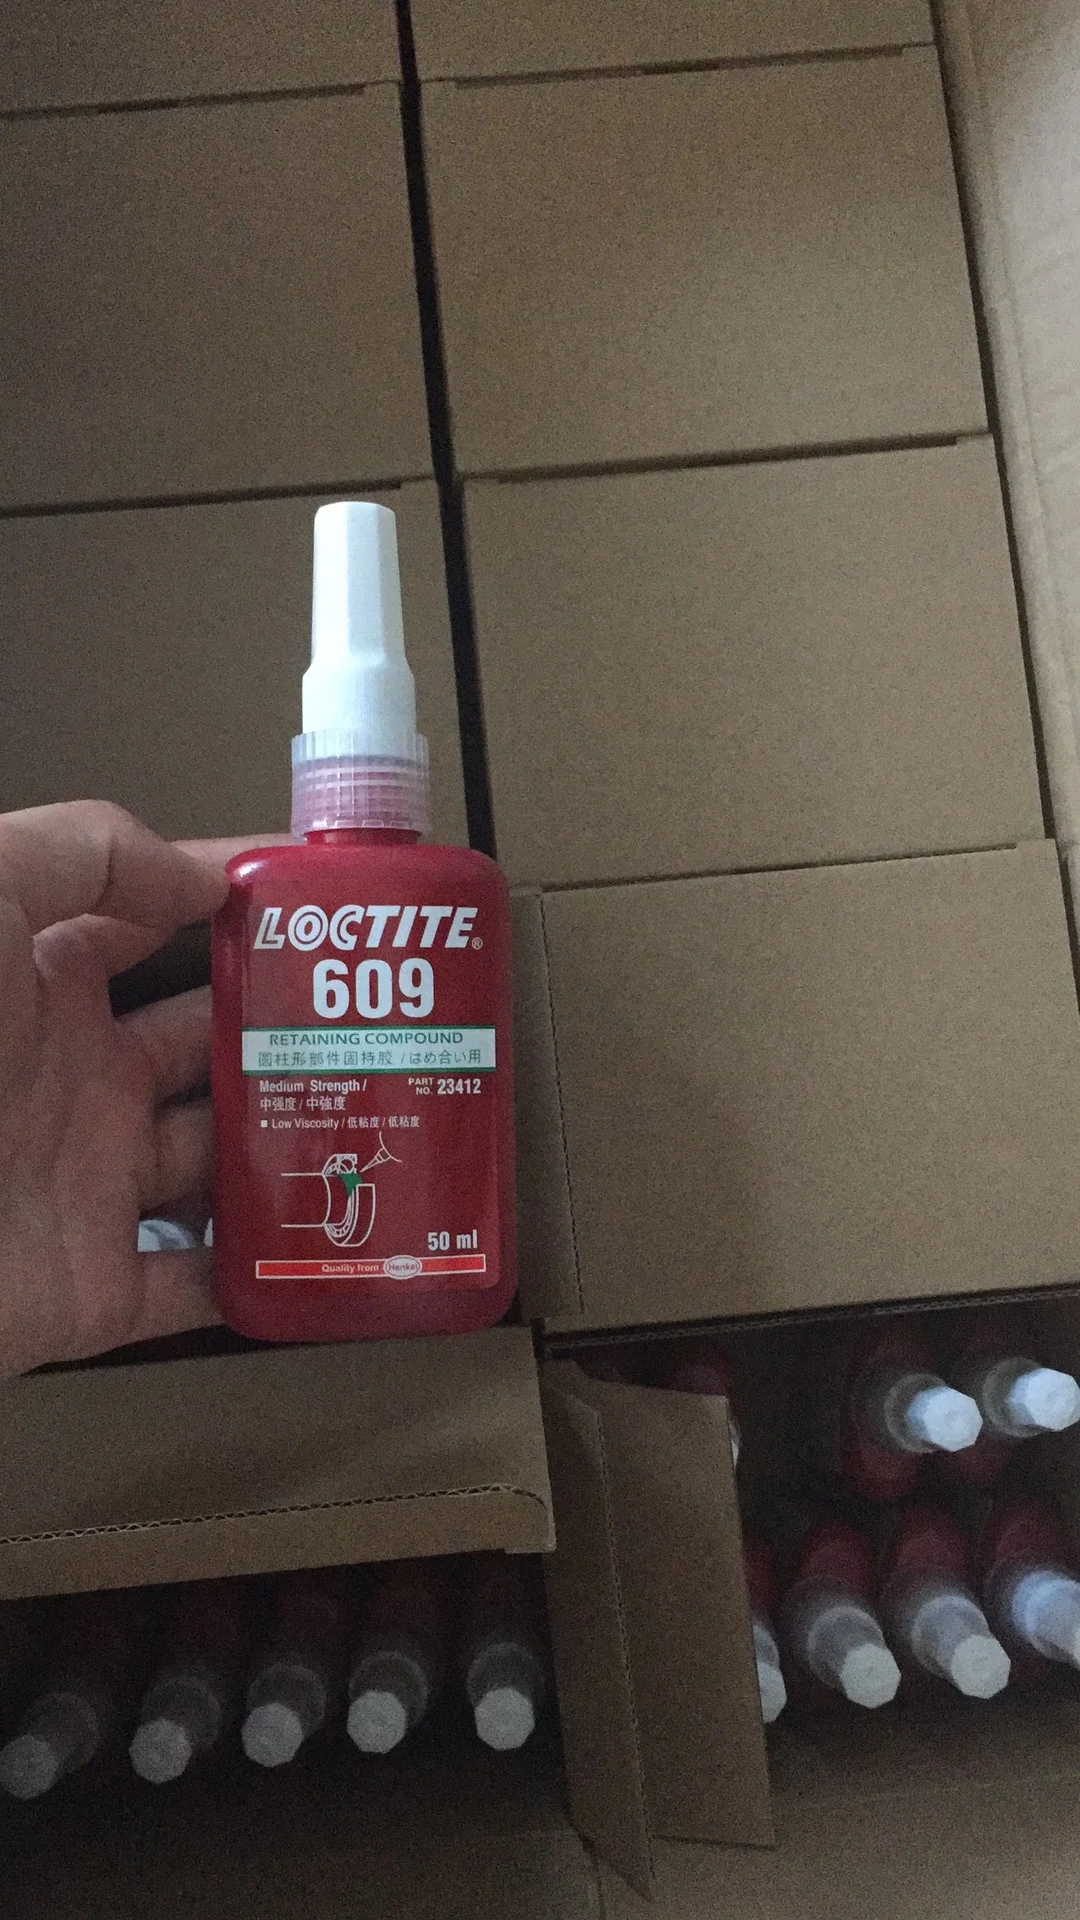 LOCTITE®
609
RETAINING COMPOUND
圆柱形部件固持胶 / はめ合い用
Medium Strength / PART NO. 23412
中强度 / 中強度
■ Low Viscosity / 低粘度 / 低粘度
50 ml
Quality from Henkel